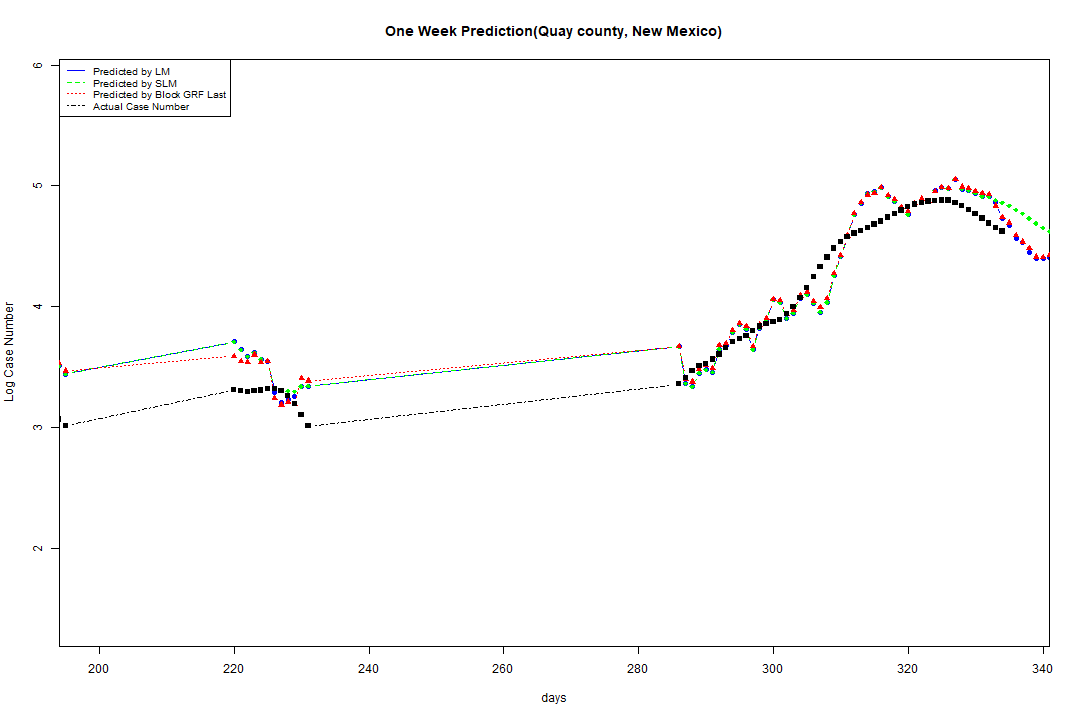 One Week Prediction(Quay county, New Mexico)
Predicted by LM
Predicted by SLM
Predicted by Block GRF Last
Actual Case Number
Log Case Number
6
5
4
3
2
200 220 240 260 280 300 320 340
days